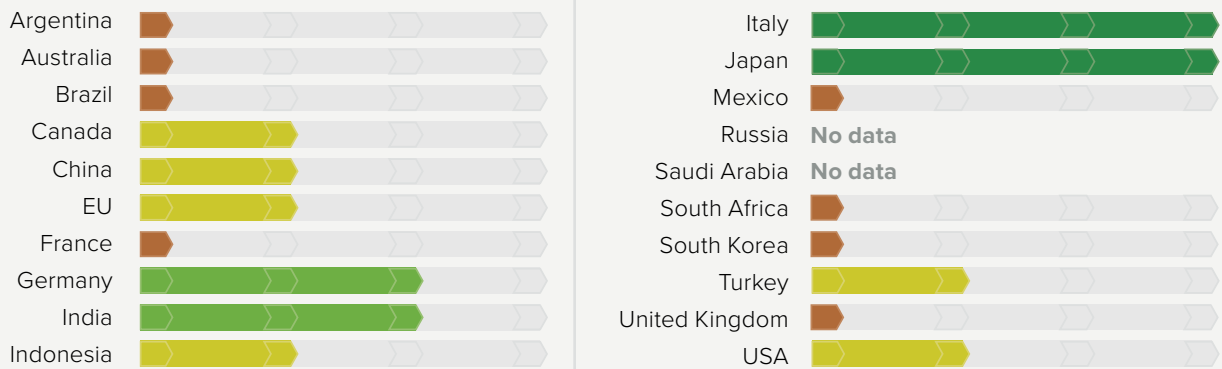 Argentina
Australia
Brazil
Canada
China
EU
France
Germany
India
Indonesia
Italy
Japan
Mexico
Russia No data
Saudi Arabia No data
South Africa
South Korea
Turkey
United Kingdom
USA